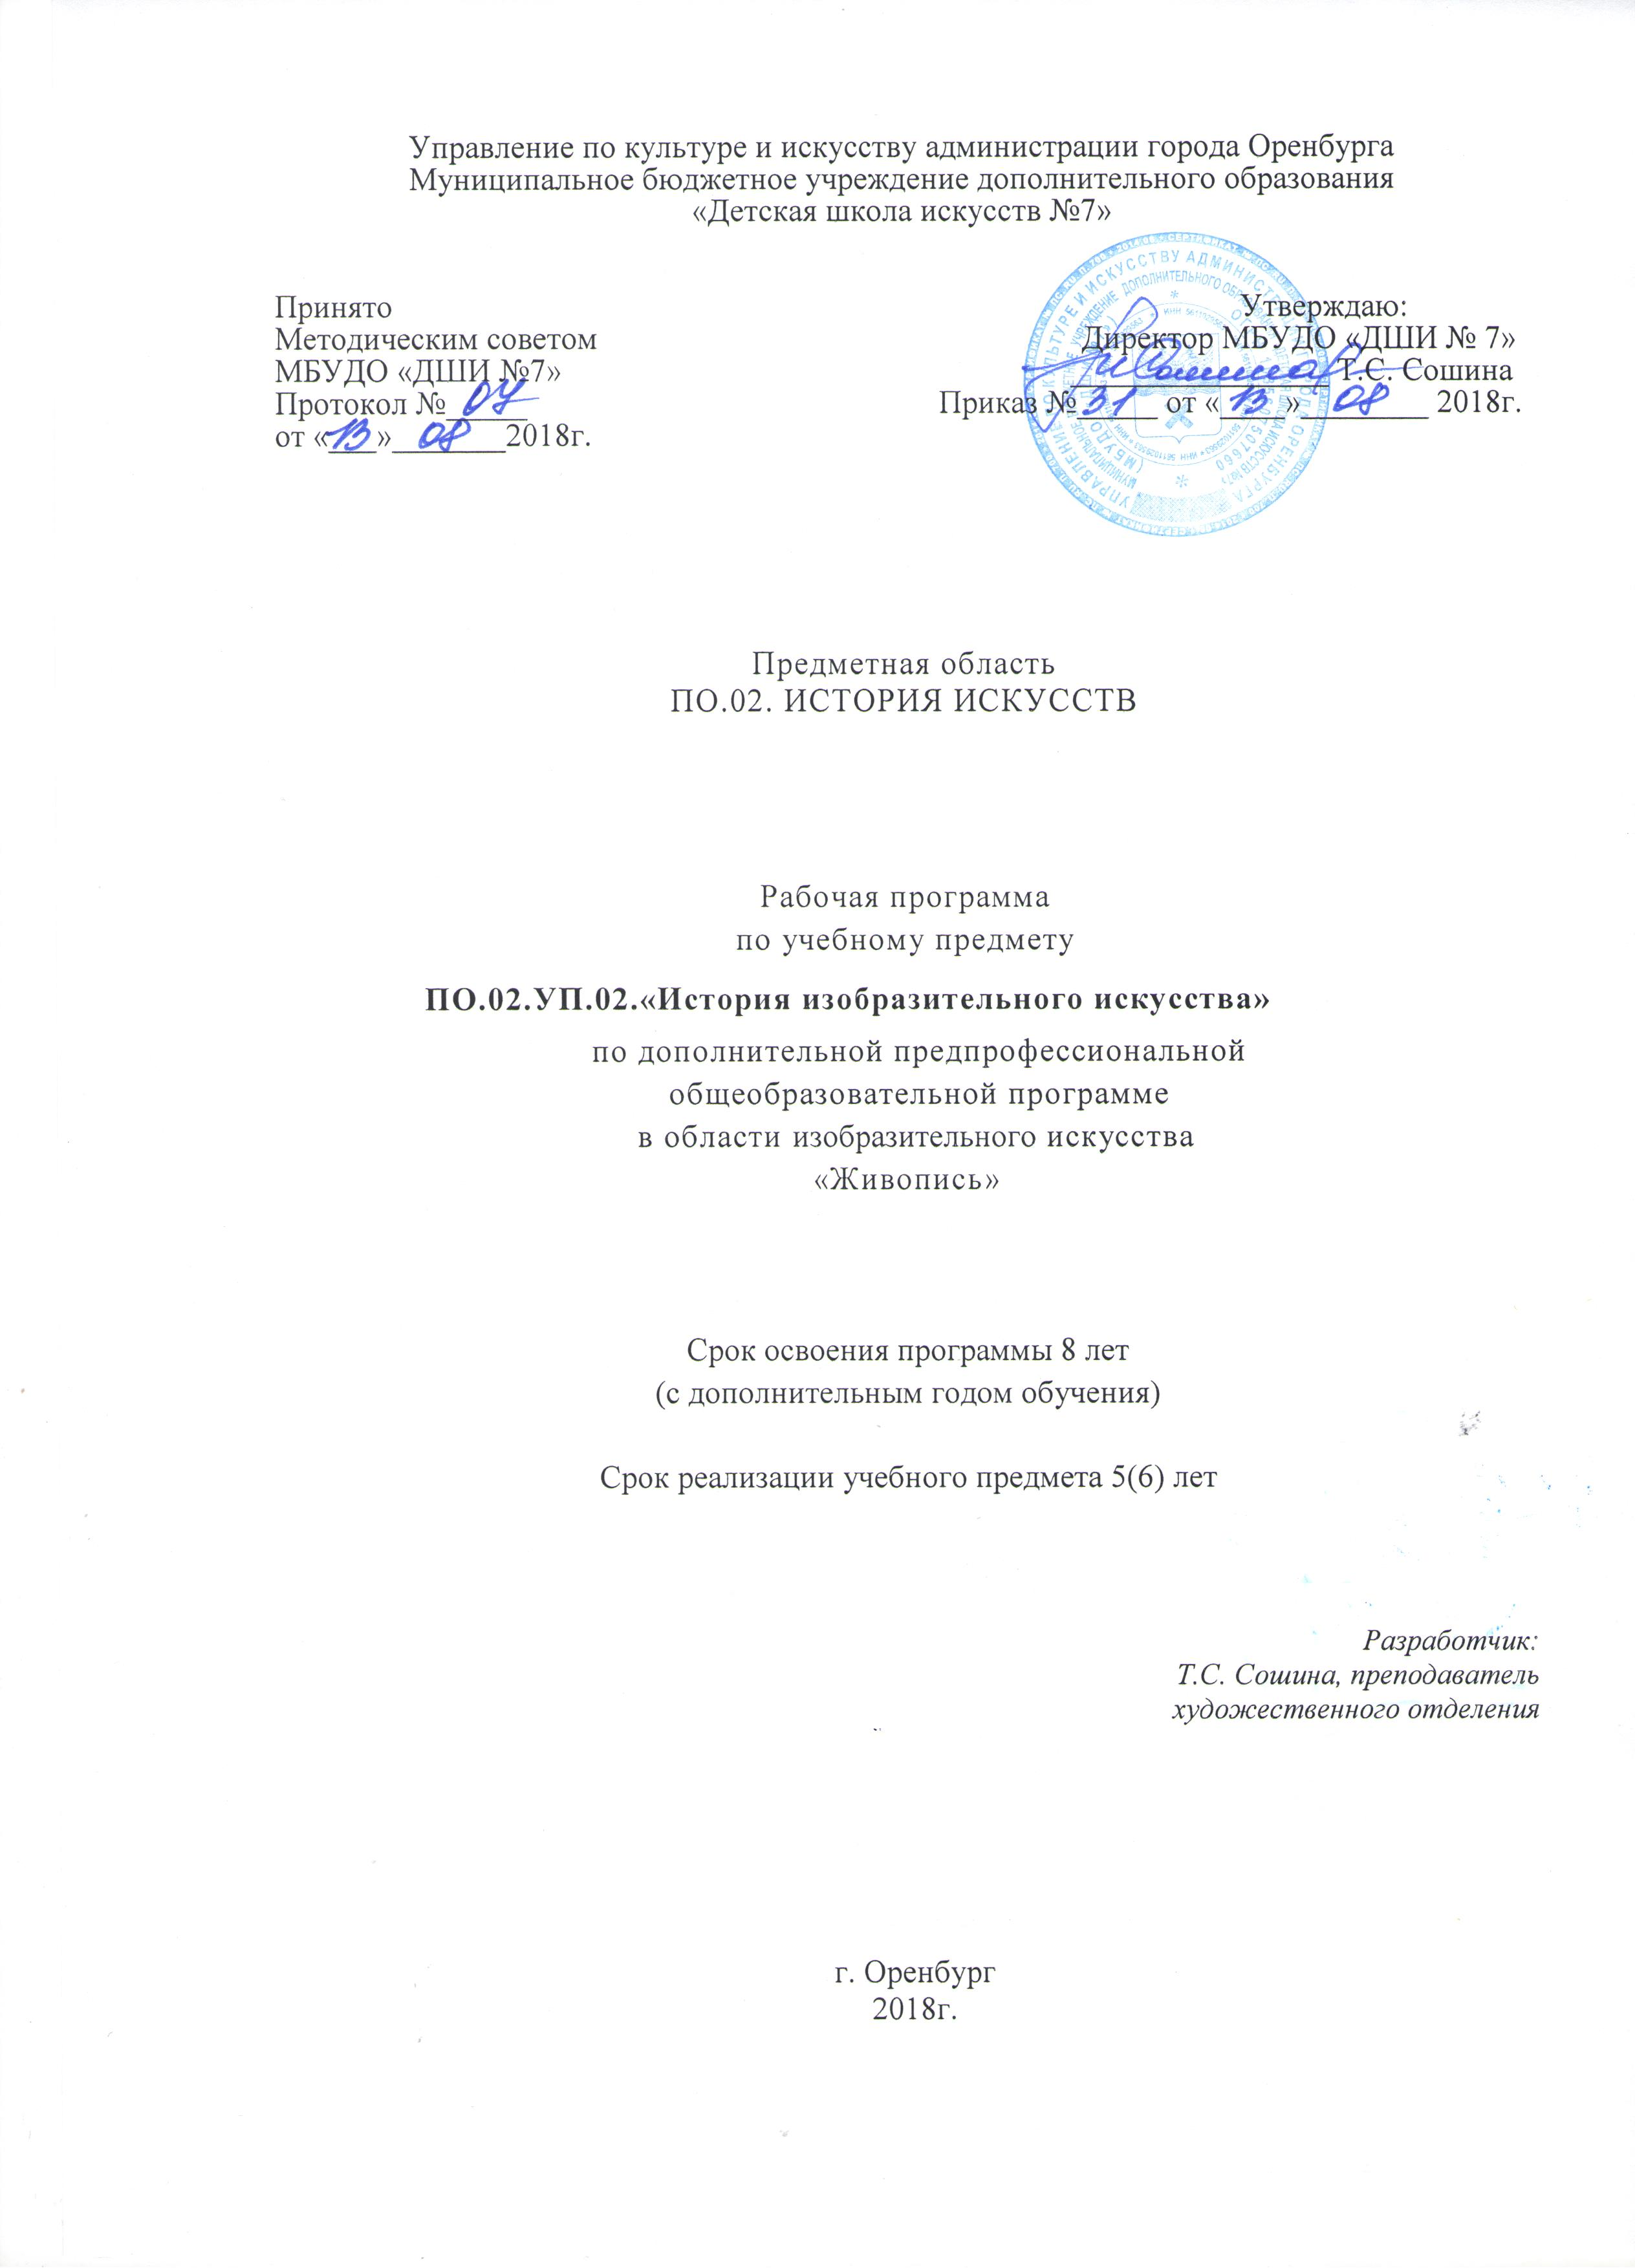 Управление по культуре и искусству администрации города Оренбурга
Муниципальное бюджетное учреждение дополнительного образования
«Детская школа искусств №7»
Принято
Методическим советом
МБУДО «ДШИ №7»
Протокол № 04
от «13» 08 2018г.
Утверждаю:
Директор МБУДО «ДШИ № 7»
Т.С. Сошина
Приказ № 31 от «13» 08 2018г.
Предметная область
ПО.02. ИСТОРИЯ ИСКУССТВ
Рабочая программа
по учебному предмету
ПО.02.УП.02.«История изобразительного искусства»
по дополнительной предпрофессиональной
общеобразовательной программе
в области изобразительного искусства
«Живопись»
Срок освоения программы 8 лет
(с дополнительным годом обучения)
Срок реализации учебного предмета 5(6) лет
Разработчик:
Т.С. Сошина, преподаватель
художественного отделения
г. Оренбург
2018г.